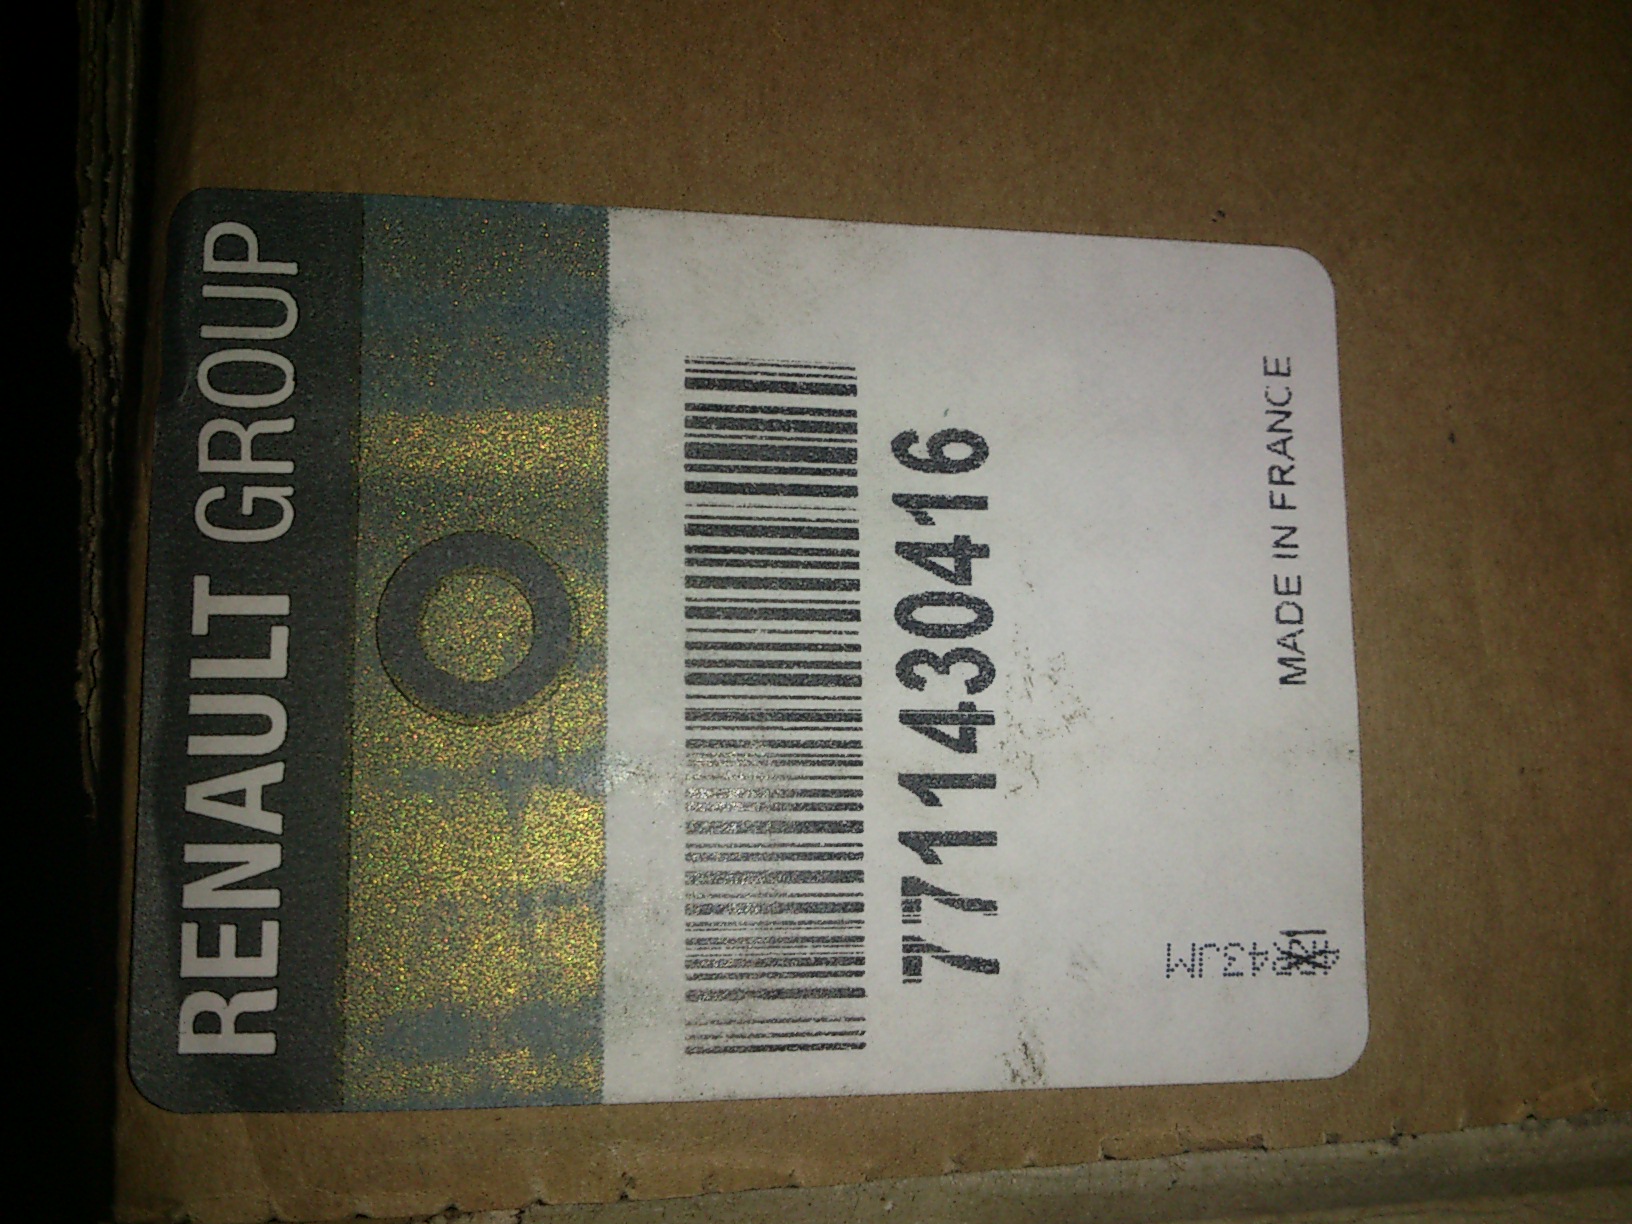 RENAULT GROUP
7711430416
MADE IN FRANCE